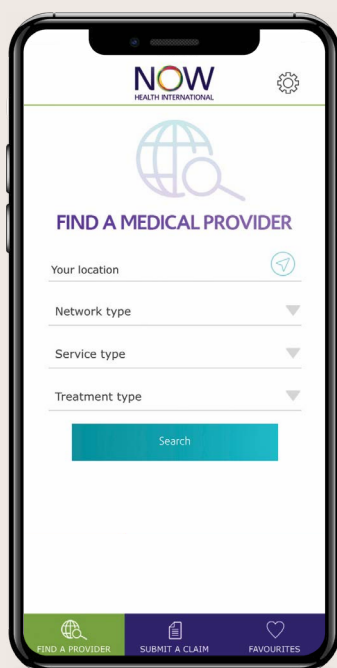 NOW
HEALTH INTERNATIONAL
FIND A MEDICAL PROVIDER
Your location
Network type
Service type
Treatment type
Search
FIND A PROVIDER
SUBMIT A CLAIM
FAVOURITES